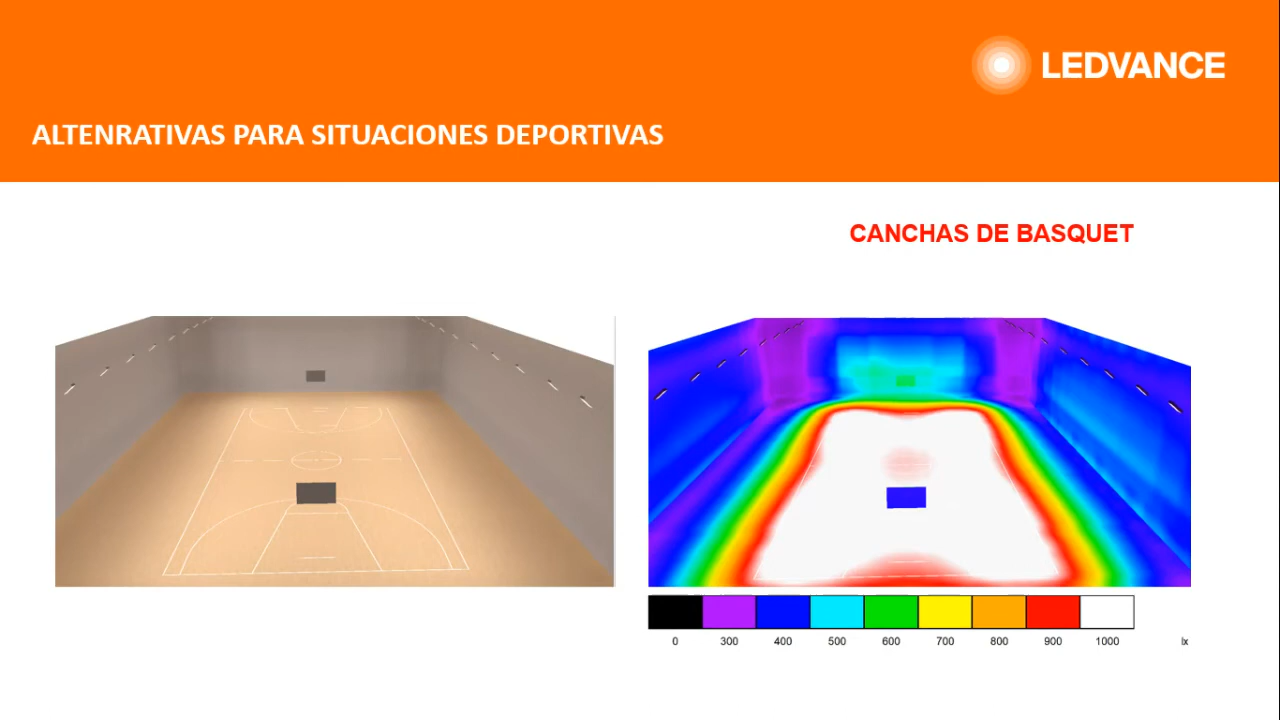 LEDVANCE
ALTENRATIVAS PARA SITUACIONES DEPORTIVAS
CANCHAS DE BASQUET
0 300 400 500 600 700 800 900 1000 lx